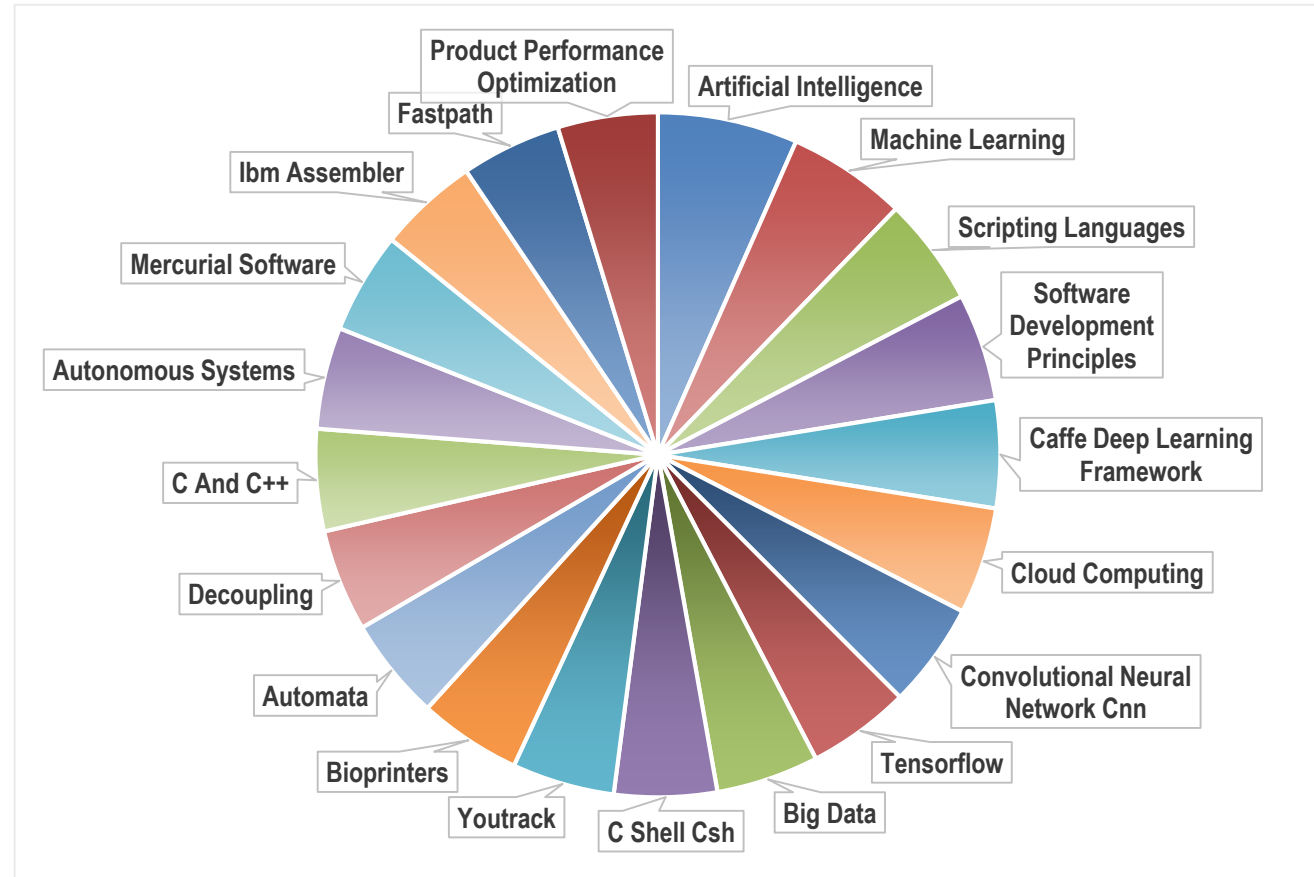 Product Performance
Optimization
Artificial Intelligence
Fastpath
Machine Learning
Ibm Assembler
Scripting Languages
Mercurial Software
Software
Development
Principles
Autonomous Systems
Caffe Deep Learning
Framework
C And C++
Cloud Computing
Decoupling
Convolutional Neural
Network Cnn
Automata
Tensorflow
Bioprinters
Big Data
Youtrack
C Shell Csh